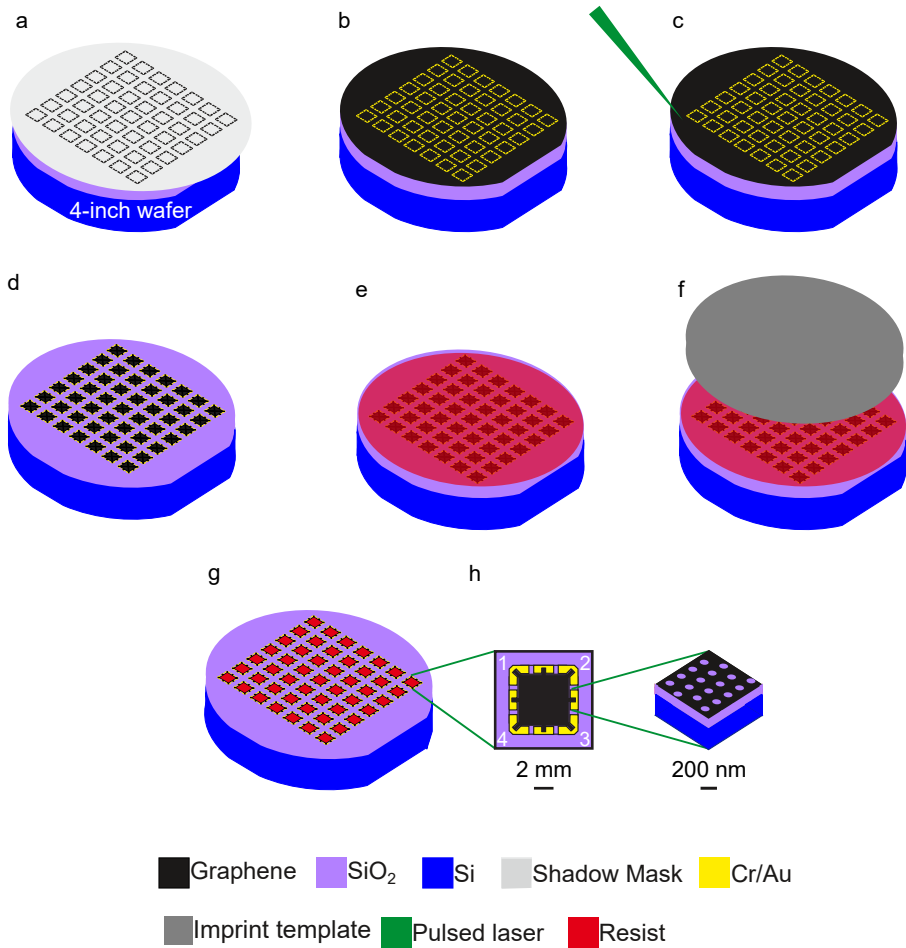 a
b
c
4-inch wafer
d
e
f
g
h
1 2
4 3
2 mm
200 nm
Graphene SiO₂ Si Shadow Mask Cr/Au
Imprint template Pulsed laser Resist